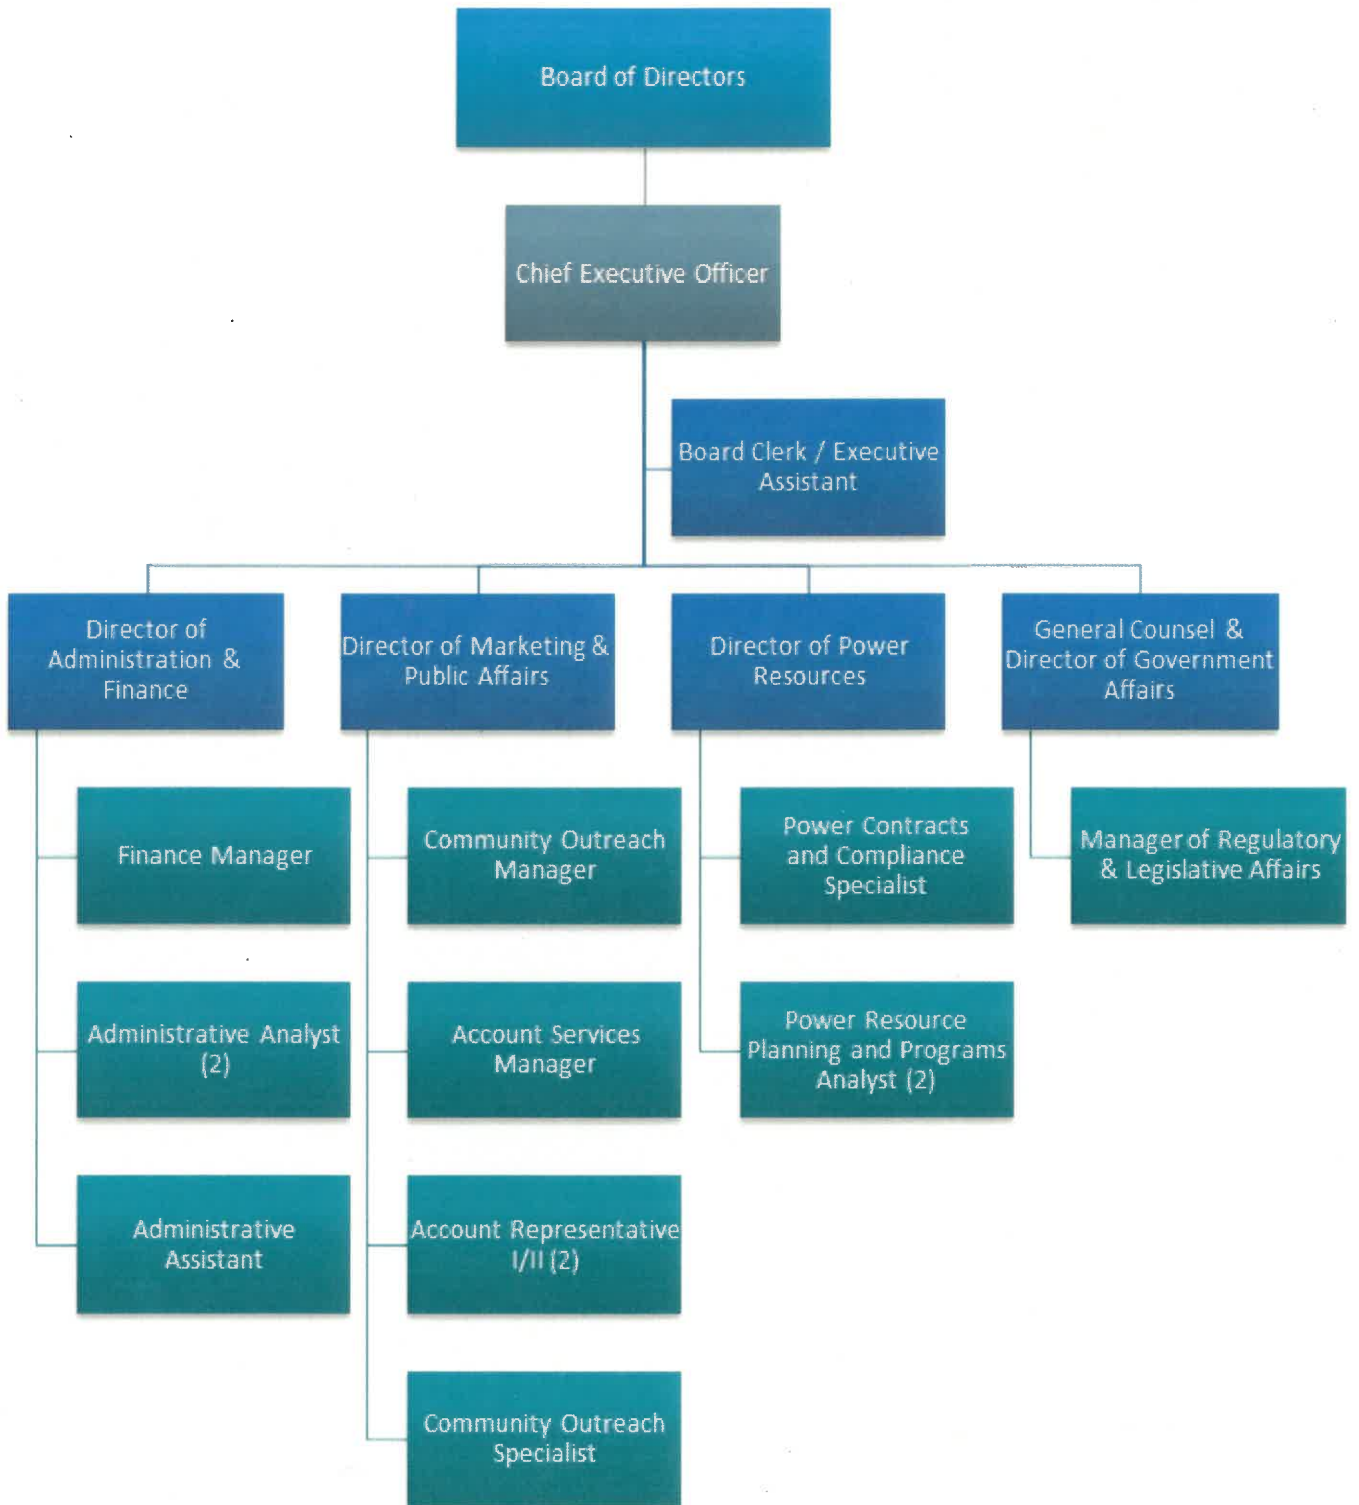 Board of Directors
Chief Executive Officer
Board Clerk / Executive
Assistant
Director of
Administration &
Finance
Director of Marketing &
Public Affairs
Director of Power
Resources
General Counsel &
Director of Government
Affairs
Finance Manager
Community Outreach
Manager
Power Contracts
and Compliance
Specialist
Manager of Regulatory
& Legislative Affairs
Administrative Analyst
(2)
Account Services
Manager
Power Resource
Planning and Programs
Analyst (2)
Administrative
Assistant
Account Representative
I/II (2)
Community Outreach
Specialist